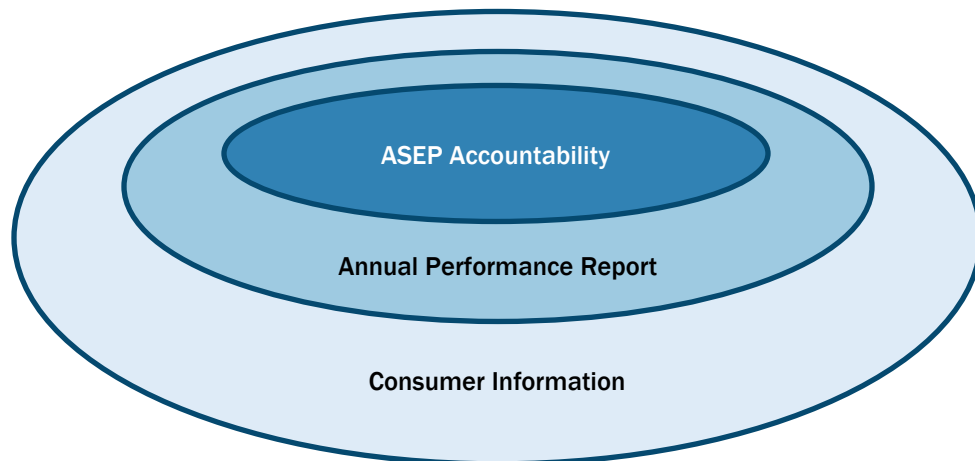 ASEP Accountability
Annual Performance Report
Consumer Information